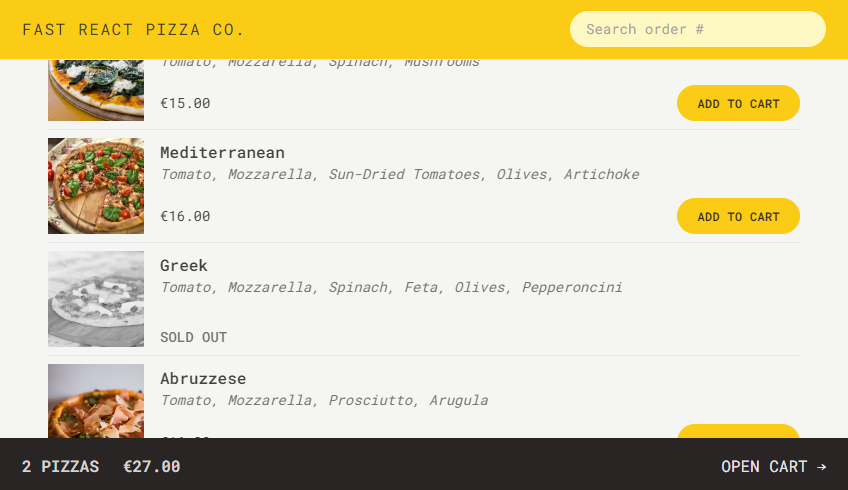 FAST REACT PIZZA CO.
Search order #
Tomato, Mozzarella, Spinach, Mushrooms
€15.00
ADD TO CART
Mediterranean
Tomato, Mozzarella, Sun-Dried Tomatoes, Olives, Artichoke
€16.00
ADD TO CART
Greek
Tomato, Mozzarella, Spinach, Feta, Olives, Pepperoncini
SOLD OUT
Abruzzese
Tomato, Mozzarella, Prosciutto, Arugula
2 PIZZAS €27.00
OPEN CART →